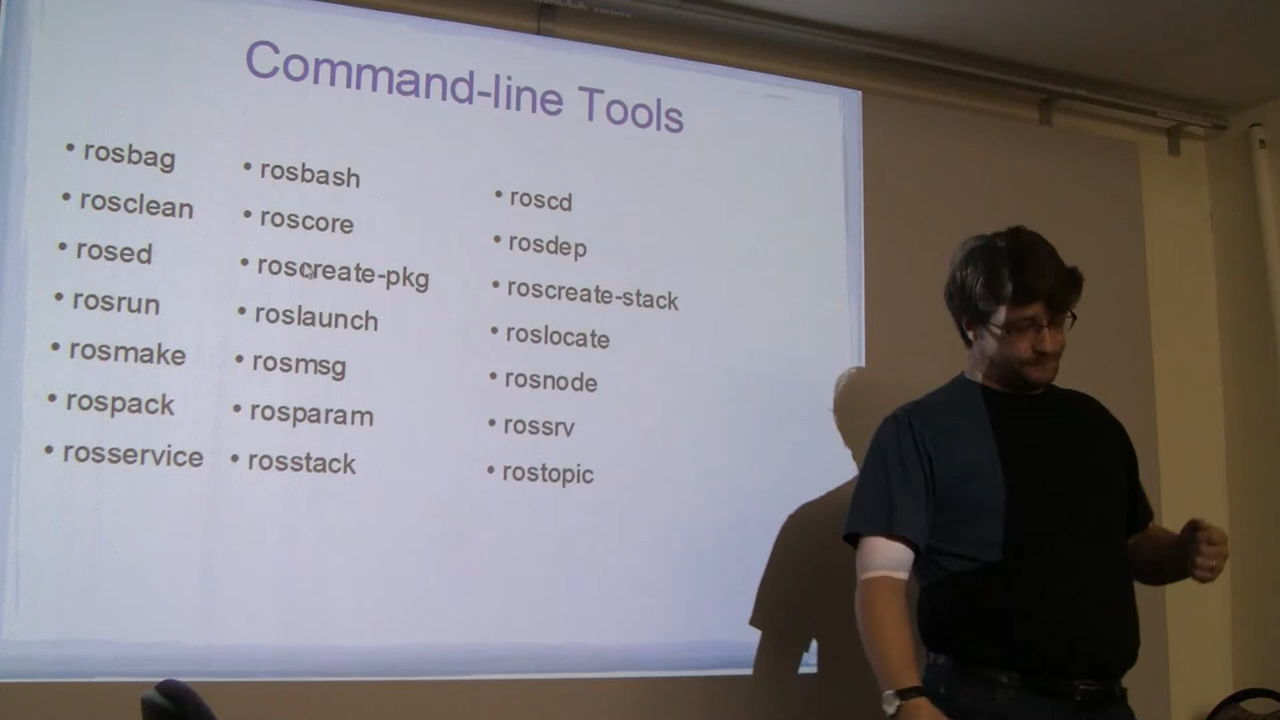 Command-line Tools
• rosbag
• rosclean
• rosed
• rosrun
• rosmake
• rospack
• rosservice
• rosbash
• roscore
• roscreate-pkg
• roslaunch
• rosmsg
• rosparam
• rosstack
• roscd
• rosdep
• roscreate-stack
• roslocate
• rosnode
• rossrv
• rostopic